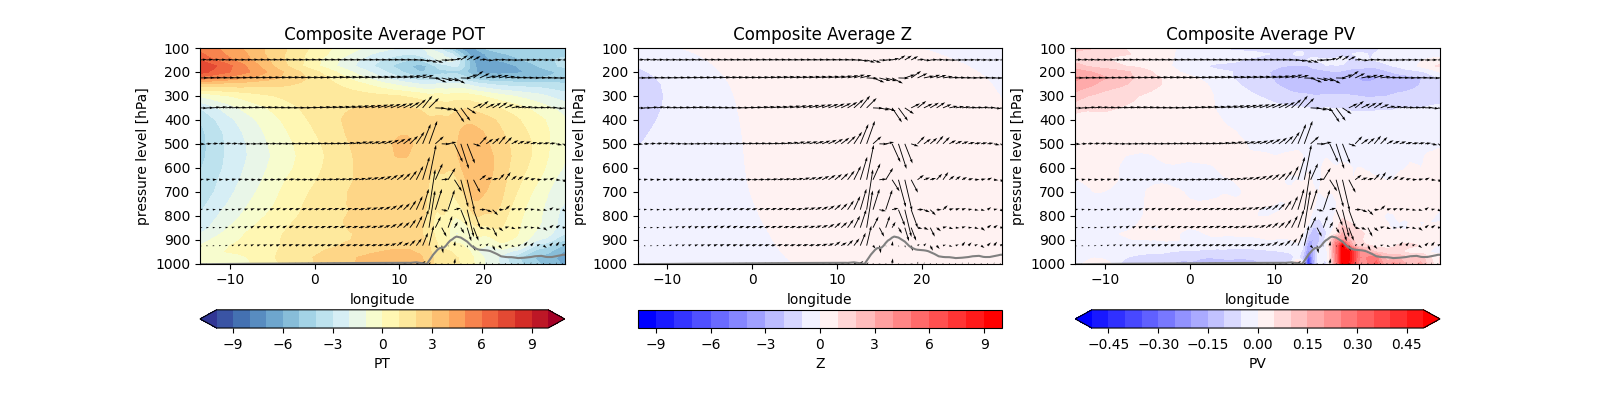 Composite Average POT
100
200
300
400
500
600
700
800
900
1000
pressure level [hPa]
−10 0 10 20
longitude
−9 −6 −3 0 3 6 9
PT
Composite Average Z
100
200
300
400
500
600
700
800
900
1000
pressure level [hPa]
−10 0 10 20
longitude
−9 −6 −3 0 3 6 9
Z
Composite Average PV
100
200
300
400
500
600
700
800
900
1000
pressure level [hPa]
−10 0 10 20
longitude
−0.45 −0.30 −0.15 0.00 0.15 0.30 0.45
PV